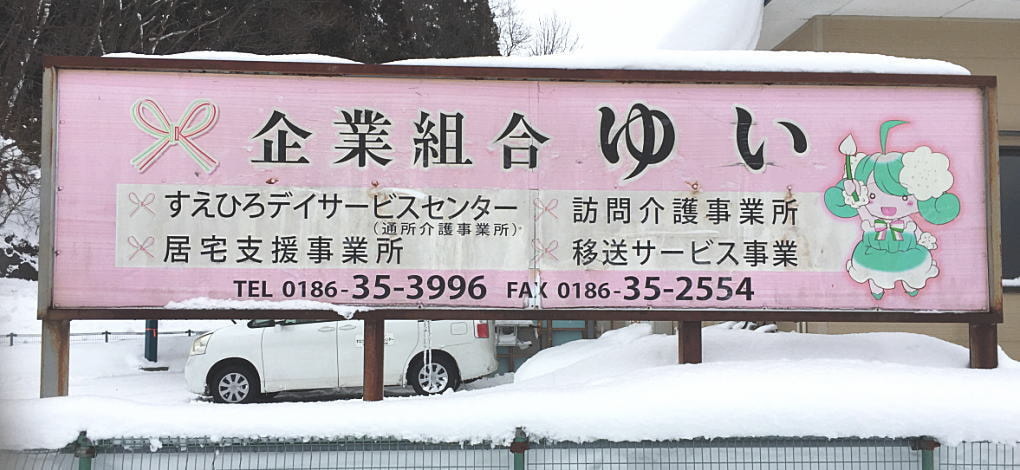 企業組合 ゆい
すえひろデイサービスセンター
(通所介護事業所)
居宅支援事業所
訪問介護事業所
移送サービス事業
TEL 0186-35-3996 FAX 0186-35-2554